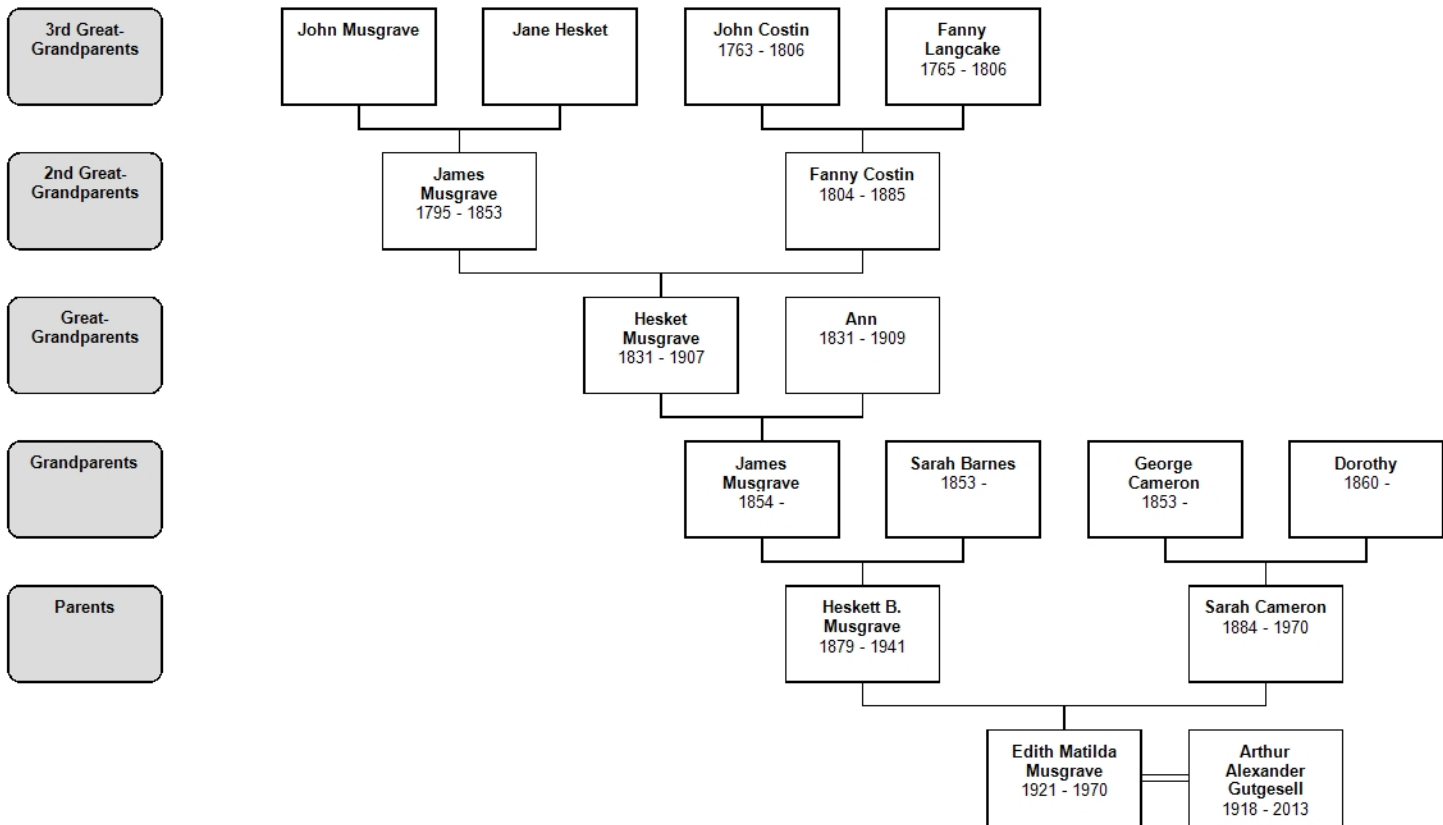 3rd Great-
Grandparents
John Musgrave
Jane Hesket
John Costin
1763 - 1806
Fanny
Langcake
1765 - 1806
2nd Great-
Grandparents
James
Musgrave
1795 - 1853
Fanny Costin
1804 - 1885
Great-
Grandparents
Hesket
Musgrave
1831 - 1907
Ann
1831 - 1909
Grandparents
James
Musgrave
1854 -
Sarah Barnes
1853 -
George
Cameron
1853 -
Dorothy
1860 -
Parents
Heskett B.
Musgrave
1879 - 1941
Sarah Cameron
1884 - 1970
Edith Matilda
Musgrave
1921 - 1970
Arthur
Alexander
Gutgesell
1918 - 2013